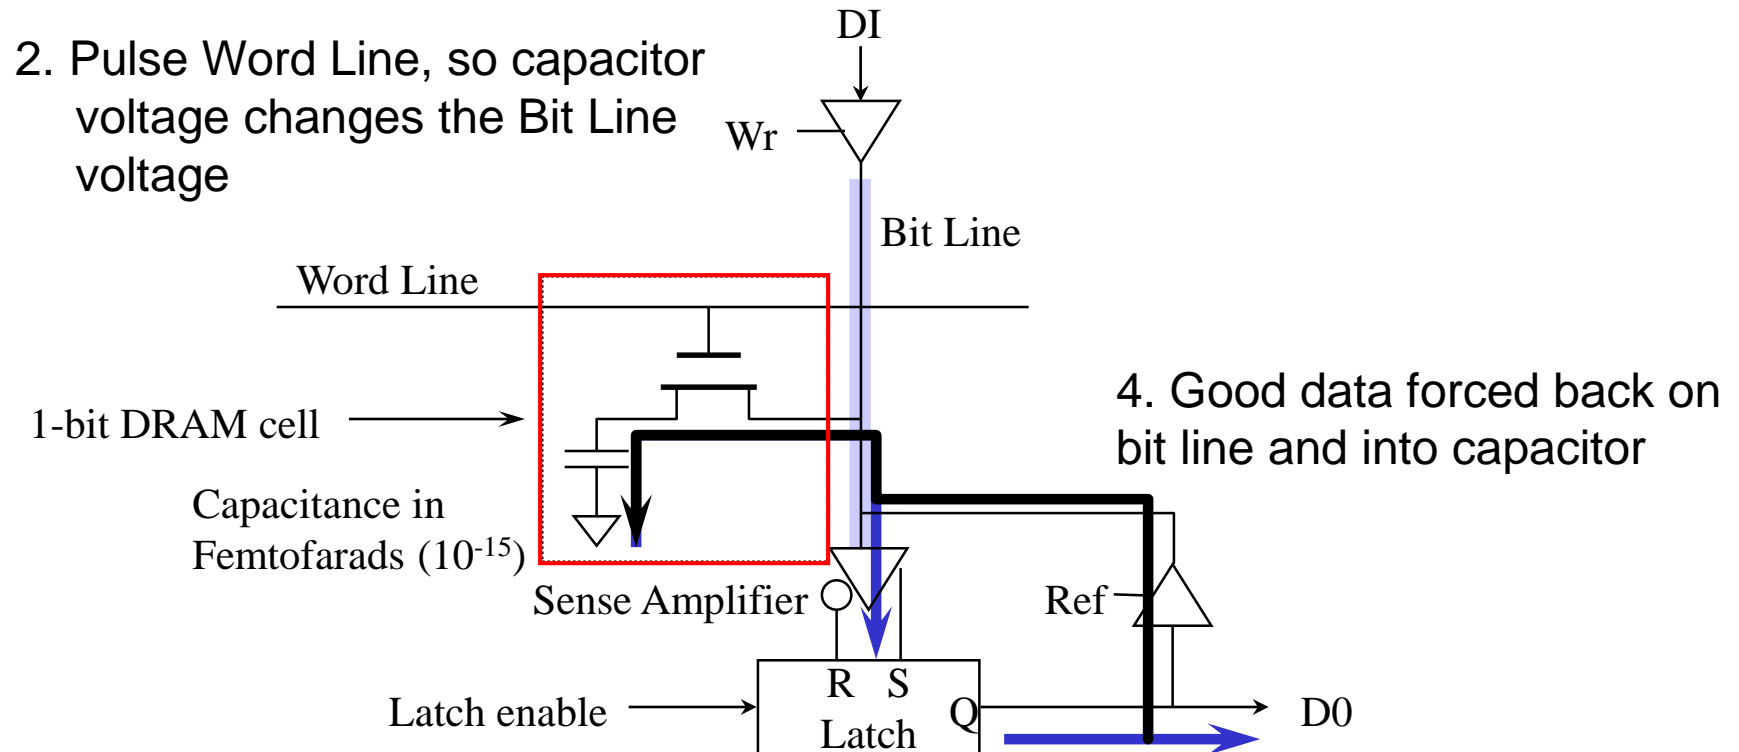 DI
2. Pulse Word Line, so capacitor
voltage changes the Bit Line
voltage
Wr
Bit Line
Word Line
4. Good data forced back on
bit line and into capacitor
1-bit DRAM cell
Capacitance in
Femtofarads (10⁻¹⁵)
Sense Amplifier
Ref
R S
Latch enable
Q
D0
Latch